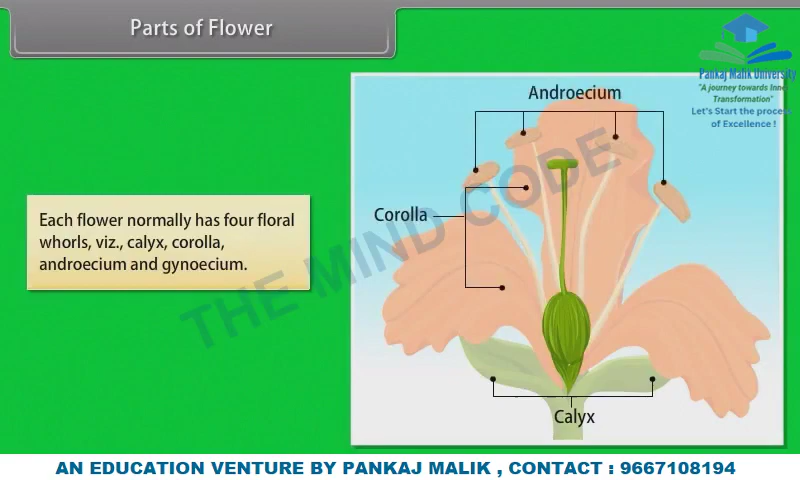 Parts of Flower
Pankaj Malik University
"A journey towards Inner
Transformation"
Let's Start the process
of Excellence !
Androecium
Corolla
Each flower normally has four floral
whorls, viz., calyx, corolla,
androecium and gynoecium.
THE MIND CODE
Calyx
AN EDUCATION VENTURE BY PANKAJ MALIK , CONTACT : 9667108194